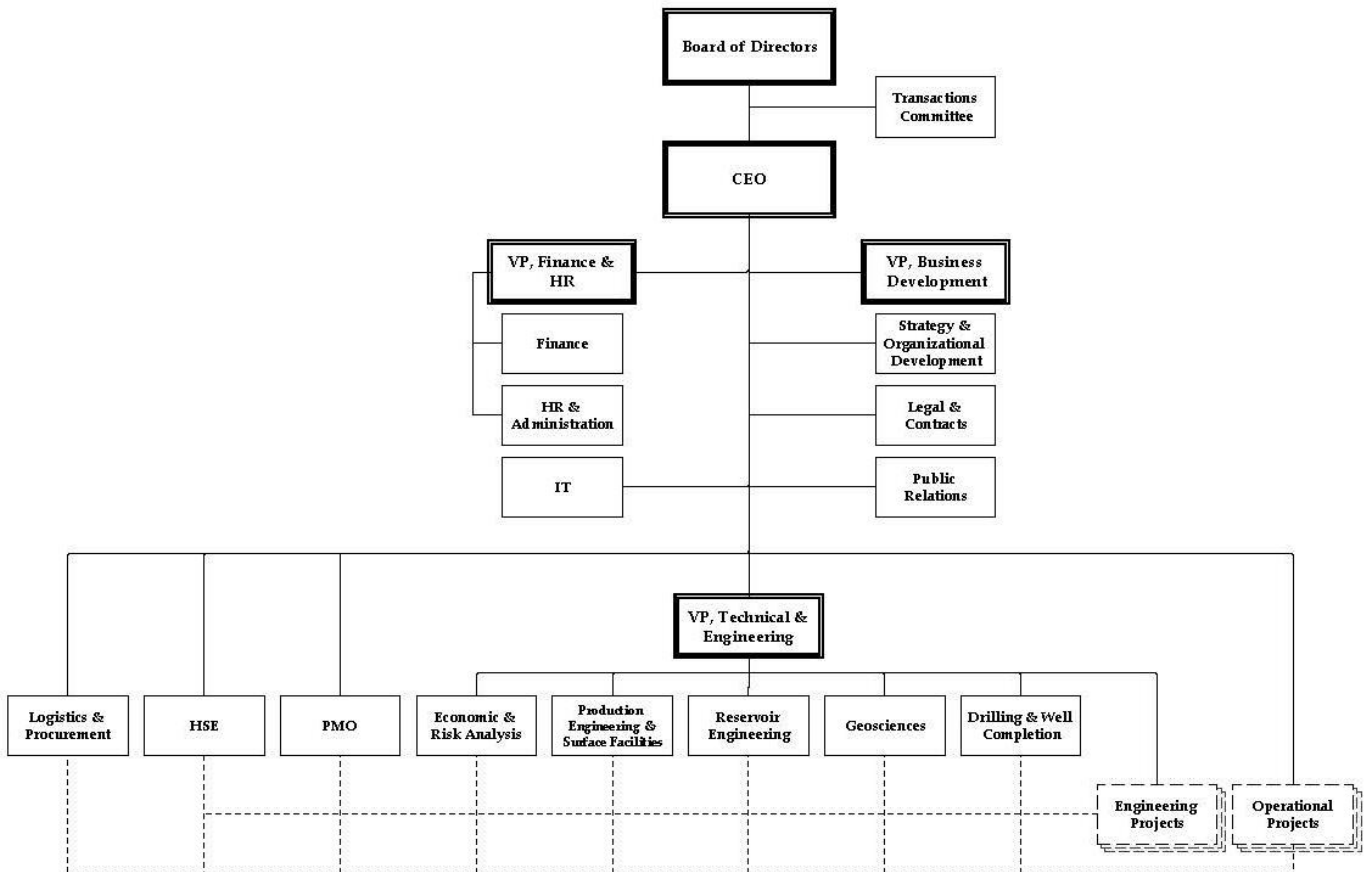 Board of Directors
Transactions
Committee
CEO
VP, Finance &
HR
VP, Business
Development
Finance
Strategy &
Organizational
Development
HR &
Administration
Legal &
Contracts
IT
Public
Relations
VP, Technical &
Engineering
Logistics &
Procurement
HSE
PMO
Economic &
Risk Analysis
Production
Engineering &
Surface Facilities
Reservoir
Engineering
Geosciences
Drilling & Well
Completion
Engineering
Projects
Operational
Projects